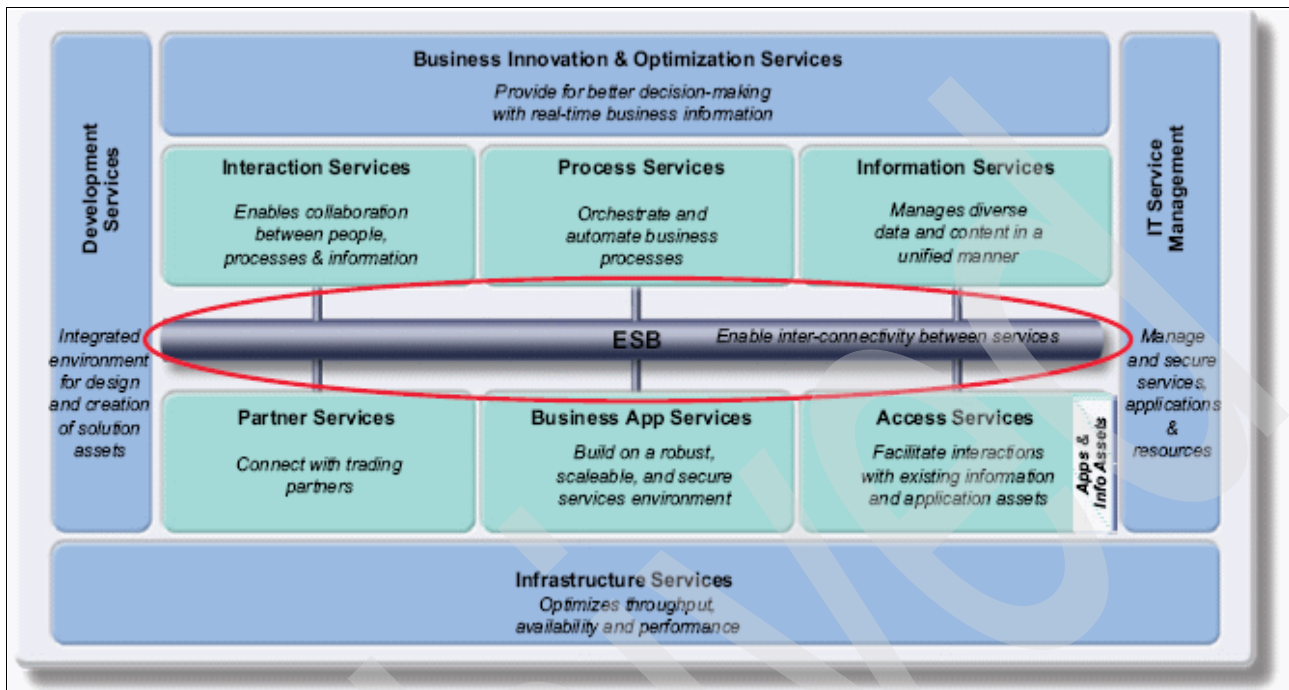 Business Innovation & Optimization Services
Provide for better decision-making
with real-time business information
Development
Services
Integrated
environment
for design
and creation
of solution
assets
Interaction Services
Enables collaboration
between people,
processes & information
Process Services
Orchestrate and
automate business
processes
Information Services
Manages diverse
data and content in a
unified manner
IT Service
Management
Manage
and secure
services,
applications
&
resources
ESB
Enable inter-connectivity between services
Partner Services
Connect with trading
partners
Business App Services
Build on a robust,
scaleable, and secure
services environment
Access Services
Facilitate interactions
with existing information
and application assets
Apps &
Info Assets
Infrastructure Services
Optimizes throughput,
availability and performance